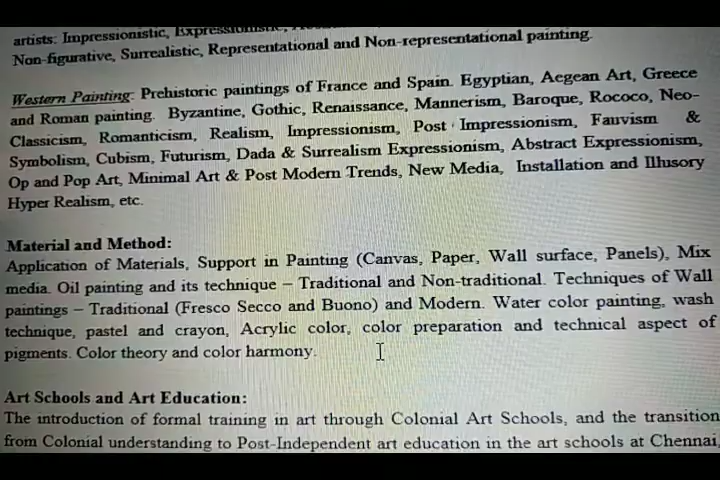 artists: Impressionistic, Expressionistic,
Non-figurative, Surrealistic, Representational and Non-representational painting.
Western Painting: Prehistoric paintings of France and Spain. Egyptian, Aegean Art, Greece
and Roman painting. Byzantine, Gothic, Renaissance, Mannerism, Baroque, Rococo, Neo-
Classicism, Romanticism, Realism, Impressionism, Post Impressionism, Fauvism &
Symbolism, Cubism, Futurism, Dada & Surrealism Expressionism, Abstract Expressionism,
Op and Pop Art, Minimal Art & Post Modern Trends, New Media, Installation and Illusory
Hyper Realism, etc.
Material and Method:
Application of Materials, Support in Painting (Canvas, Paper, Wall surface, Panels), Mix
media. Oil painting and its technique – Traditional and Non-traditional. Techniques of Wall
paintings – Traditional (Fresco Secco and Buono) and Modern. Water color painting, wash
technique, pastel and crayon, Acrylic color, color preparation and technical aspect of
pigments. Color theory and color harmony.
Art Schools and Art Education:
The introduction of formal training in art through Colonial Art Schools, and the transition
from Colonial understanding to Post-Independent art education in the art schools at Chennai,